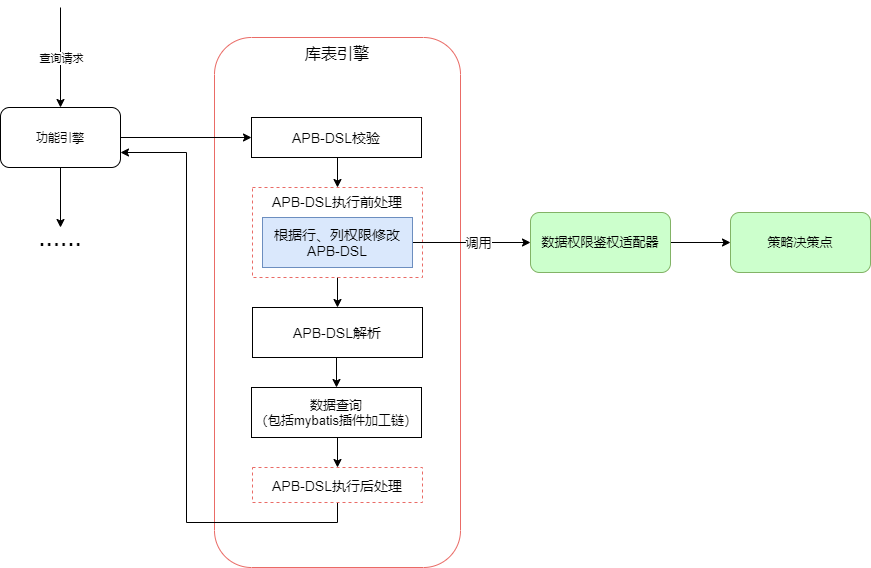 库表引擎
查询请求
功能引擎
APB-DSL校验
APB-DSL执行前处理
根据行、列权限修改
APB-DSL
调用
数据权限鉴权适配器
策略决策点
······
APB-DSL解析
数据查询
（包括mybatis插件加工链）
APB-DSL执行后处理